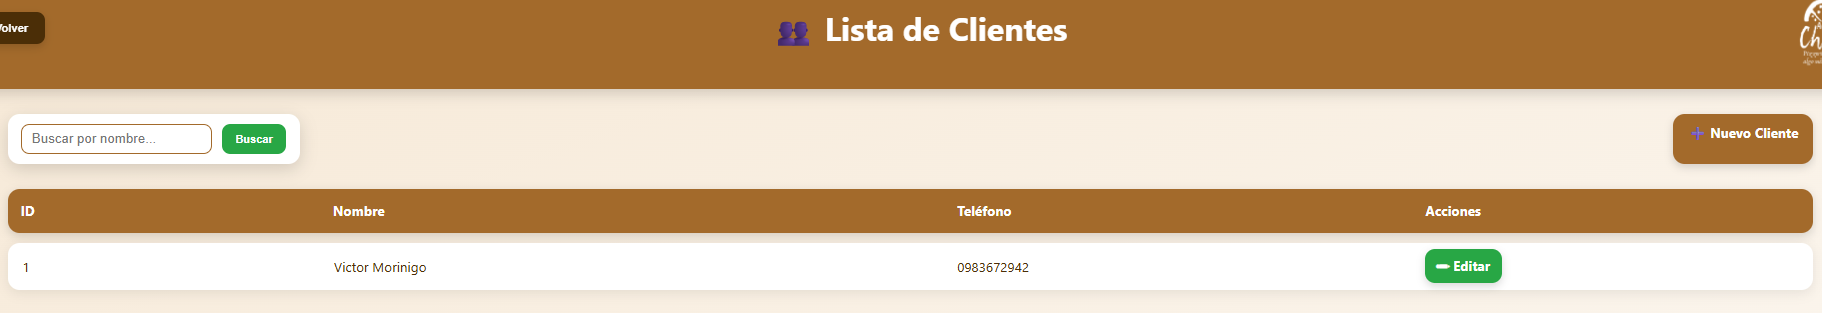 Volver
Lista de Clientes
Ch
Buscar por nombre...
Buscar
Nuevo Cliente
ID Nombre Teléfono Acciones
1 Victor Morinigo 0983672942 Editar